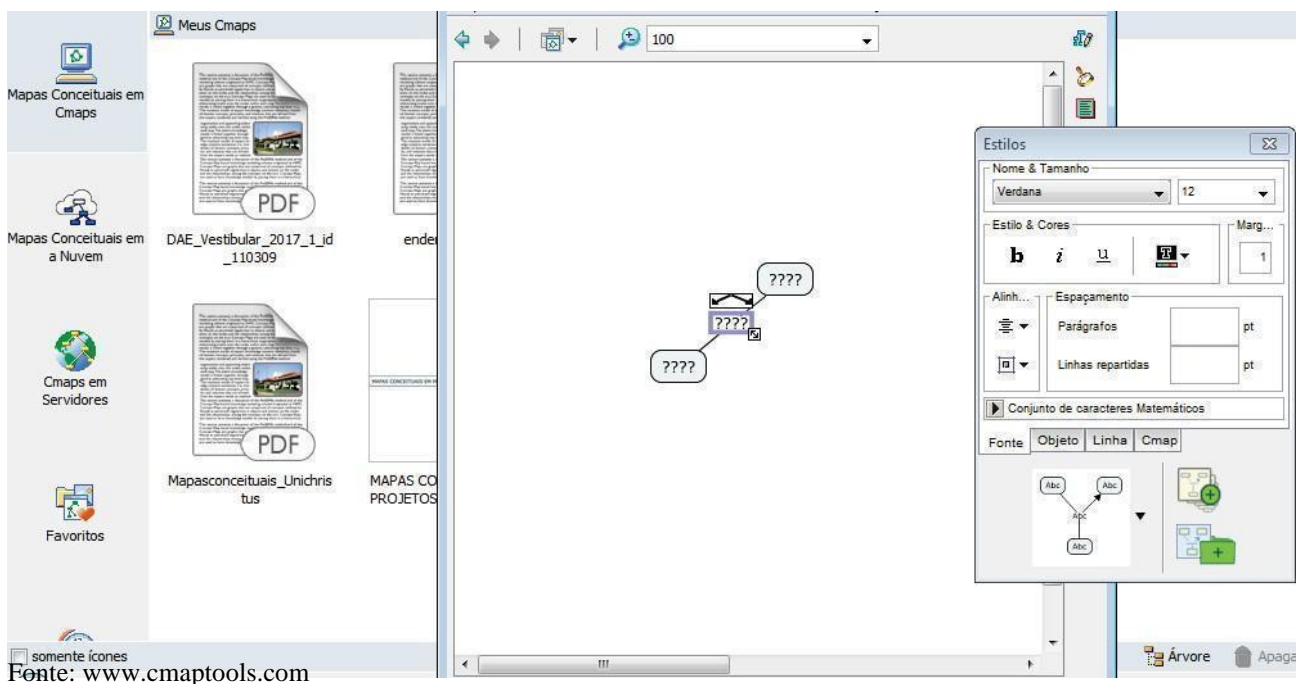 Meus Cmaps
Mapas Conceituais em
Cmaps
Mapas Conceituais em
a Nuvem
Cmaps em
Servidores
Favoritos
somente ícones
PDF
DAE_Vestibular_2017_1_id
_110309
ender
PDF
Mapasconceituais_Unichris
tus
MAPAS CO
PROJETOS
100
????
????
????
Estilos
Nome & Tamanho
Verdana
12
Estilo & Cores
Marg...
b i u T
1
Alinh...
Espaçamento
Parágrafos
pt
Linhas repartidas
pt
Conjunto de caracteres Matemáticos
Fonte Objeto Linha Cmap
Abc Abc
Abc
Abc
Árvore
Apaga
Fonte: www.cmaptools.com